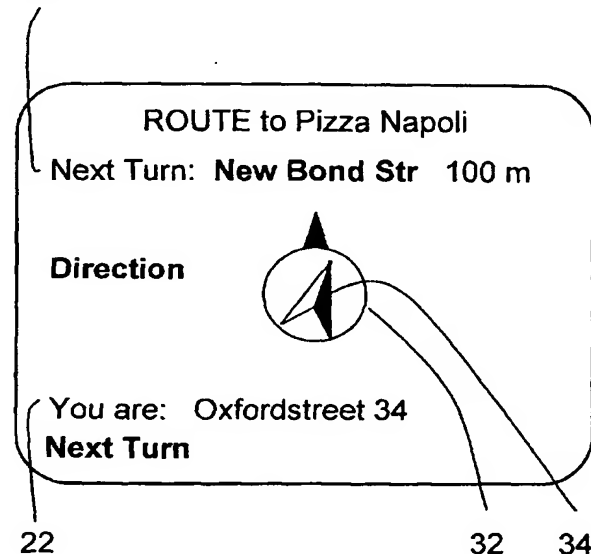 ROUTE to Pizza Napoli
Next Turn: New Bond Str 100 m
Direction
You are: Oxfordstreet 34
Next Turn
22 32 34